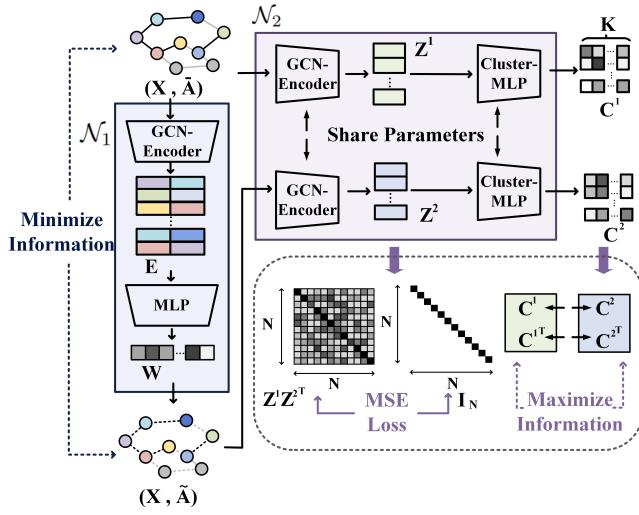 𝒩₂
K
Z¹
GCN-
Encoder
Cluster-
MLP
(X , Ā)
C¹
𝒩₁
GCN-
Encoder
Share Parameters
GCN-
Encoder
Cluster-
MLP
Minimize
Information
Z²
C²
E
MLP
N
N
C¹ C²
C¹ᵀ C²ᵀ
W
N
N
Z¹Z²ᵀ
MSE
Loss
I_N
Maximize
Information
(X , Ã)